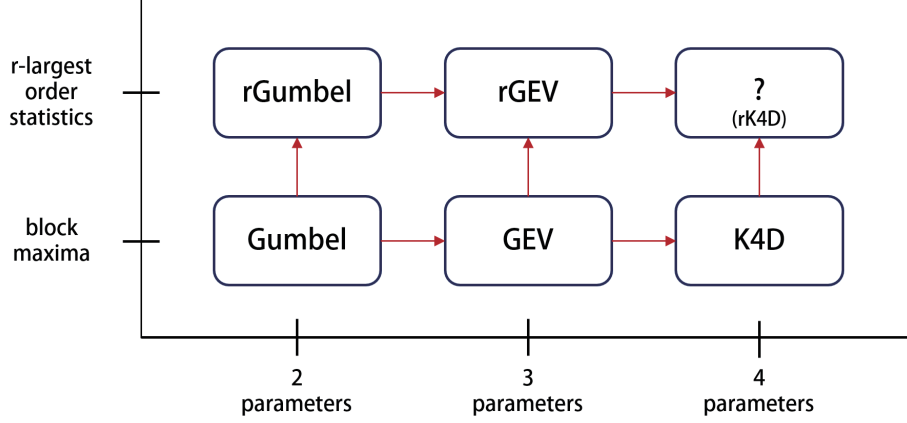 r-largest
order
statistics
rGumbel
rGEV
?
(rK4D)
block
maxima
Gumbel
GEV
K4D
2
parameters
3
parameters
4
parameters